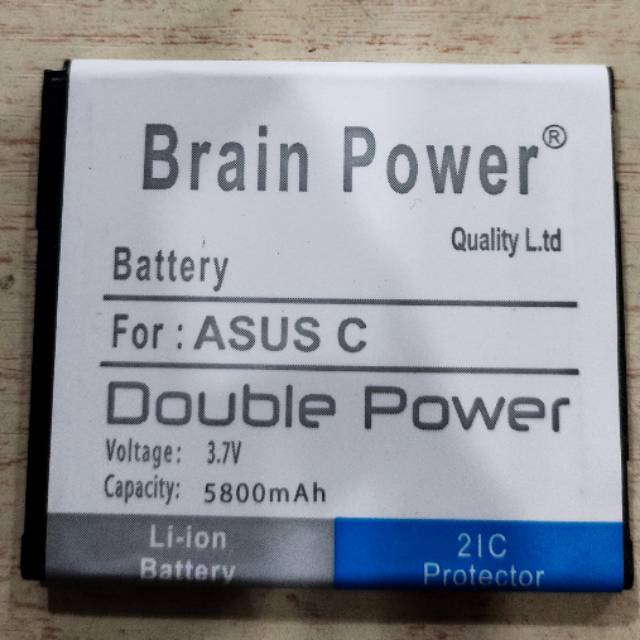 Brain Power®
Quality L.td
Battery
For : ASUS C
Double Power
Voltage: 3.7V
Capacity: 5800mAh
Li-ion
Battery
2IC
Protector